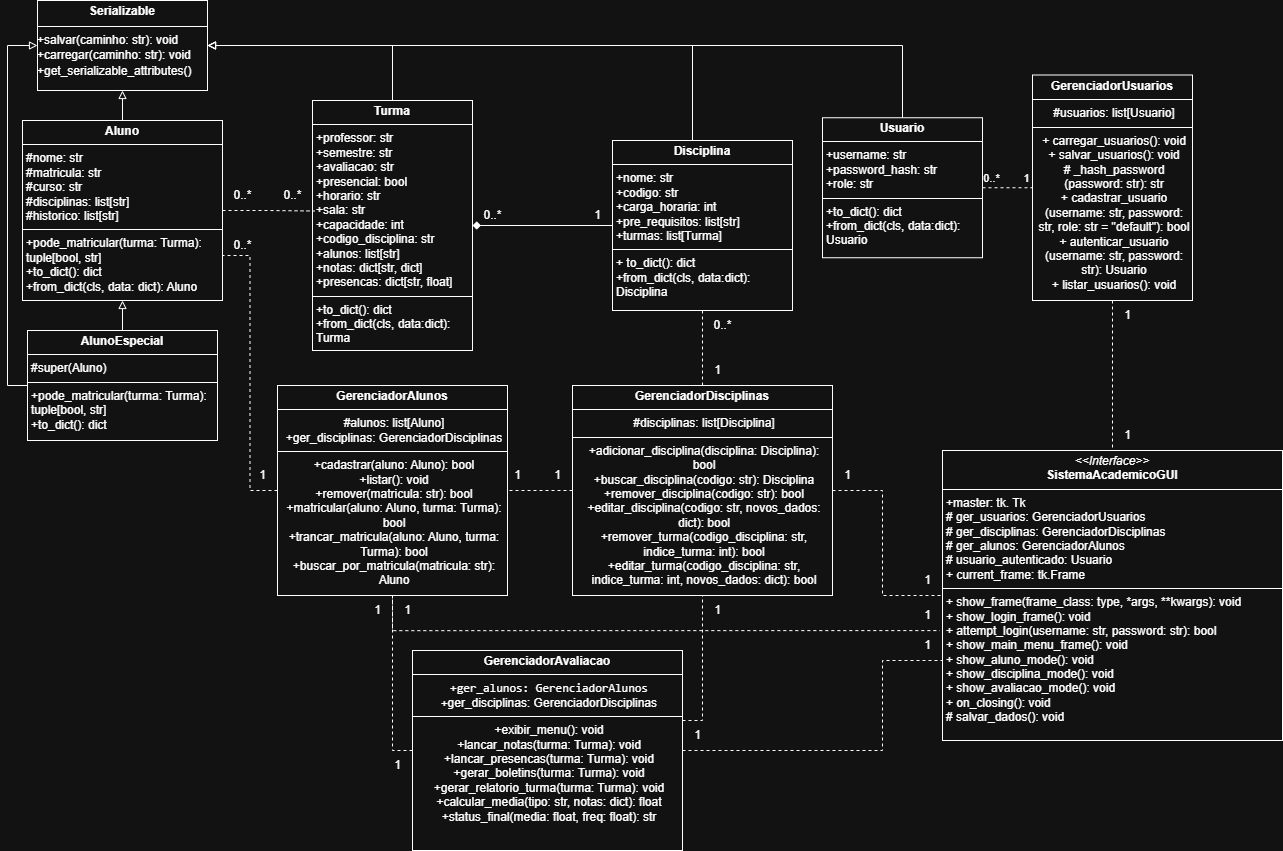 Serializable
+salvar(caminho: str): void
+carregar(caminho: str): void
+get_serializable_attributes()
Aluno
#nome: str
#matricula: str
#curso: str
#disciplinas: list[str]
#historico: list[str]
+pode_matricular(turma: Turma):
tuple[bool, str]
+to_dict(): dict
+from_dict(cls, data: dict): Aluno
AlunoEspecial
#super(Aluno)
+pode_matricular(turma: Turma):
tuple[bool, str]
+to_dict(): dict
0..*
0..*
0..*
Turma
+professor: str
+semestre: str
+avaliacao: str
+presencial: bool
+horario: str
+sala: str
+capacidade: int
+codigo_disciplina: str
+alunos: list[str]
+notas: dict[str, dict]
+presencas: dict[str, float]
+to_dict(): dict
+from_dict(cls, data:dict):
Turma
0..*
1
Disciplina
+nome: str
+codigo: str
+carga_horaria: int
+pre_requisitos: list[str]
+turmas: list[Turma]
+ to_dict(): dict
+from_dict(cls, data:dict):
Disciplina
0..*
1
Usuario
+username: str
+password_hash: str
+role: str
+to_dict(): dict
+from_dict(cls, data:dict):
Usuario
0..*
1
GerenciadorUsuarios
#usuarios: list[Usuario]
+ carregar_usuarios(): void
+ salvar_usuarios(): void
# _hash_password
(password: str): str
+ cadastrar_usuario
(username: str, password:
str, role: str = "default"): bool
+ autenticar_usuario
(username: str, password:
str): Usuario
+ listar_usuarios(): void
1
1
GerenciadorAlunos
#alunos: list[Aluno]
+ger_disciplinas: GerenciadorDisciplinas
+cadastrar(aluno: Aluno): bool
+listar(): void
+remover(matricula: str): bool
+matricular(aluno: Aluno, turma: Turma):
bool
+trancar_matricula(aluno: Aluno, turma:
Turma): bool
+buscar_por_matricula(matricula: str):
Aluno
1
1
1
1
1
GerenciadorDisciplinas
#disciplinas: list[Disciplina]
+adicionar_disciplina(disciplina: Disciplina):
bool
+buscar_disciplina(codigo: str): Disciplina
+remover_disciplina(codigo: str): bool
+editar_disciplina(codigo: str, novos_dados:
dict): bool
+remover_turma(codigo_disciplina: str,
indice_turma: int): bool
+editar_turma(codigo_disciplina: str,
indice_turma: int, novos_dados: dict): bool
1
1
1
1
1
<<Interface>>
SistemaAcademicoGUI
+master: tk. Tk
# ger_usuarios: GerenciadorUsuarios
# ger_disciplinas: GerenciadorDisciplinas
# ger_alunos: GerenciadorAlunos
# usuario_autenticado: Usuario
+ current_frame: tk.Frame
+ show_frame(frame_class: type, *args, **kwargs): void
+ show_login_frame(): void
+ attempt_login(username: str, password: str): bool
+ show_main_menu_frame(): void
+ show_aluno_mode(): void
+ show_disciplina_mode(): void
+ show_avaliacao_mode(): void
+ on_closing(): void
# salvar_dados(): void
GerenciadorAvaliacao
+ger_alunos: GerenciadorAlunos
+ger_disciplinas: GerenciadorDisciplinas
+exibir_menu(): void
+lancar_notas(turma: Turma): void
+lancar_presencas(turma: Turma): void
+gerar_boletins(turma: Turma): void
+gerar_relatorio_turma(turma: Turma): void
+calcular_media(tipo: str, notas: dict): float
+status_final(media: float, freq: float): str
1
1